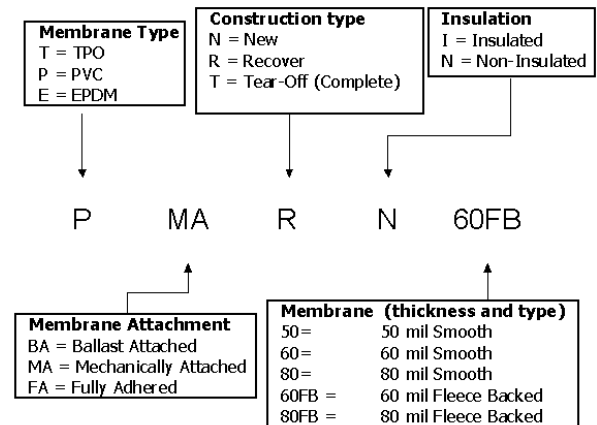 Membrane Type
T = TPO
P = PVC
E = EPDM
Construction type
N = New
R = Recover
T = Tear-Off (Complete)
Insulation
I = Insulated
N = Non-Insulated
P MA R N 60FB
Membrane Attachment
BA = Ballast Attached
MA = Mechanically Attached
FA = Fully Adhered
Membrane (thickness and type)
50= 50 mil Smooth
60= 60 mil Smooth
80= 80 mil Smooth
60FB = 60 mil Fleece Backed
80FB = 80 mil Fleece Backed